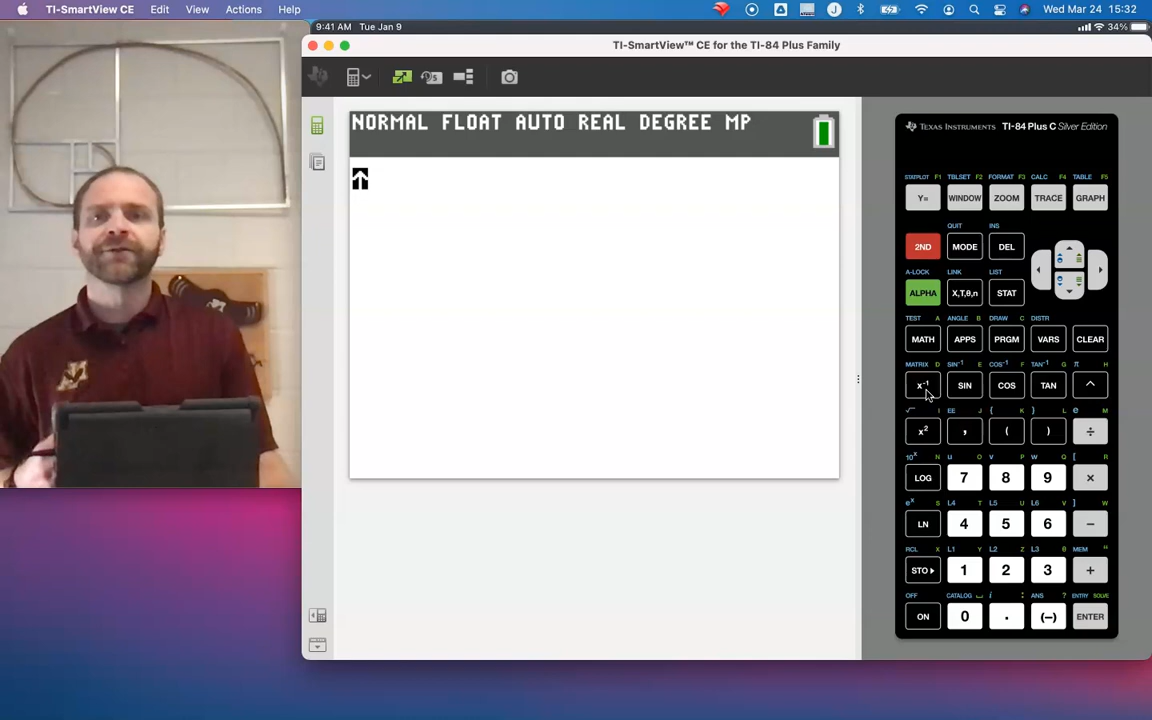 TI-SmartView CE Edit View Actions Help
J Wed Mar 24 15:32
9:41 AM Tue Jan 9
34%
TI-SmartView™ CE for the TI-84 Plus Family
NORMAL FLOAT AUTO REAL DEGREE MP
TEXAS INSTRUMENTS TI-84 Plus C Silver Edition
STATPLOT F1 TBLSET F2 FORMAT F3 CALC F4 TABLE F5
Y= WINDOW ZOOM TRACE GRAPH
QUIT INS
2ND MODE DEL
A-LOCK LINK LIST
ALPHA X,T,θ,n STAT
TEST A ANGLE B DRAW C DISTR
MATH APPS PRGM VARS CLEAR
MATRIX D SIN⁻¹ E COS⁻¹ F TAN⁻¹ G π H
x⁻¹ SIN COS TAN ^
√ I EE J { K } L e M
x² , ( ) ÷
10ˣ N u O v P w Q [ R
LOG 7 8 9 ×
eˣ S L4 T L5 U L6 V ] W
LN 4 5 6 −
RCL X L1 Y L2 Z L3 θ MEM "
STO▸ 1 2 3 +
OFF CATALOG ⎵ i : ANS ? ENTRY SOLVE
ON 0 . (−) ENTER